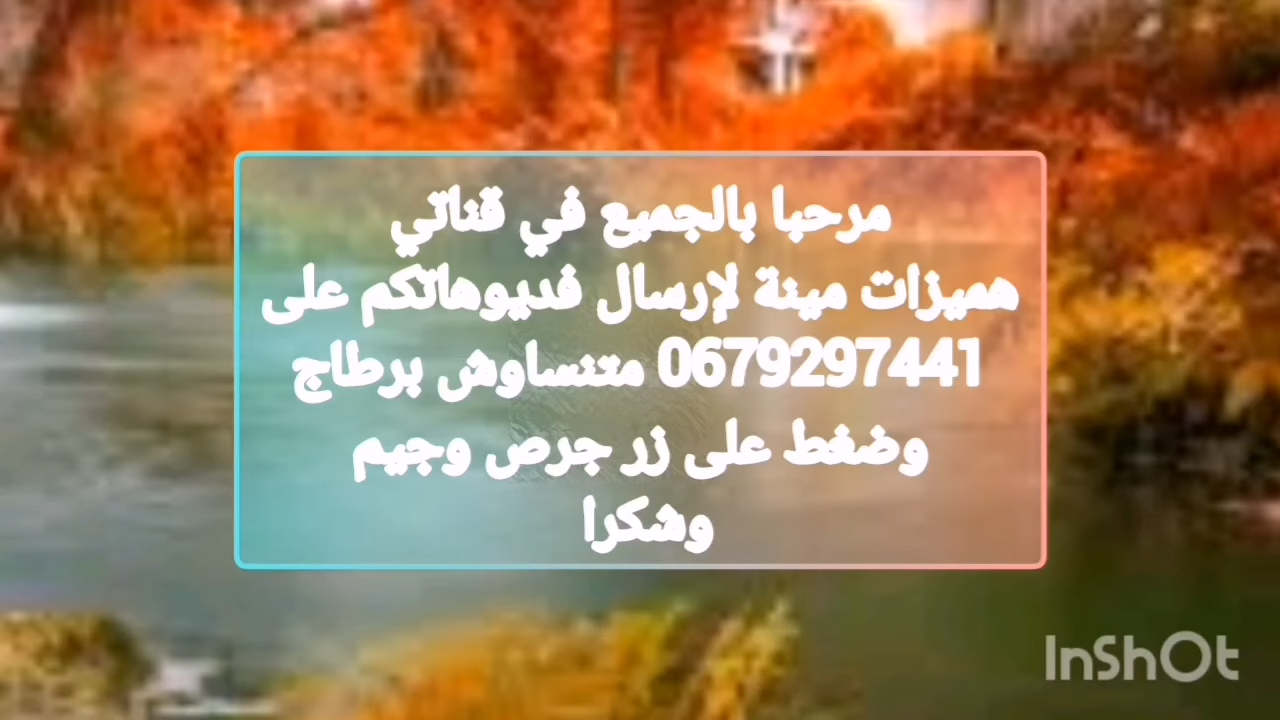 مرحبا بالجميع في قناتي
هميزات مينة لإرسال فديوهاتكم على
0679297441 متنساوش برطاج
وضغط على زر جرص وجيم
وشكرا
InShOt